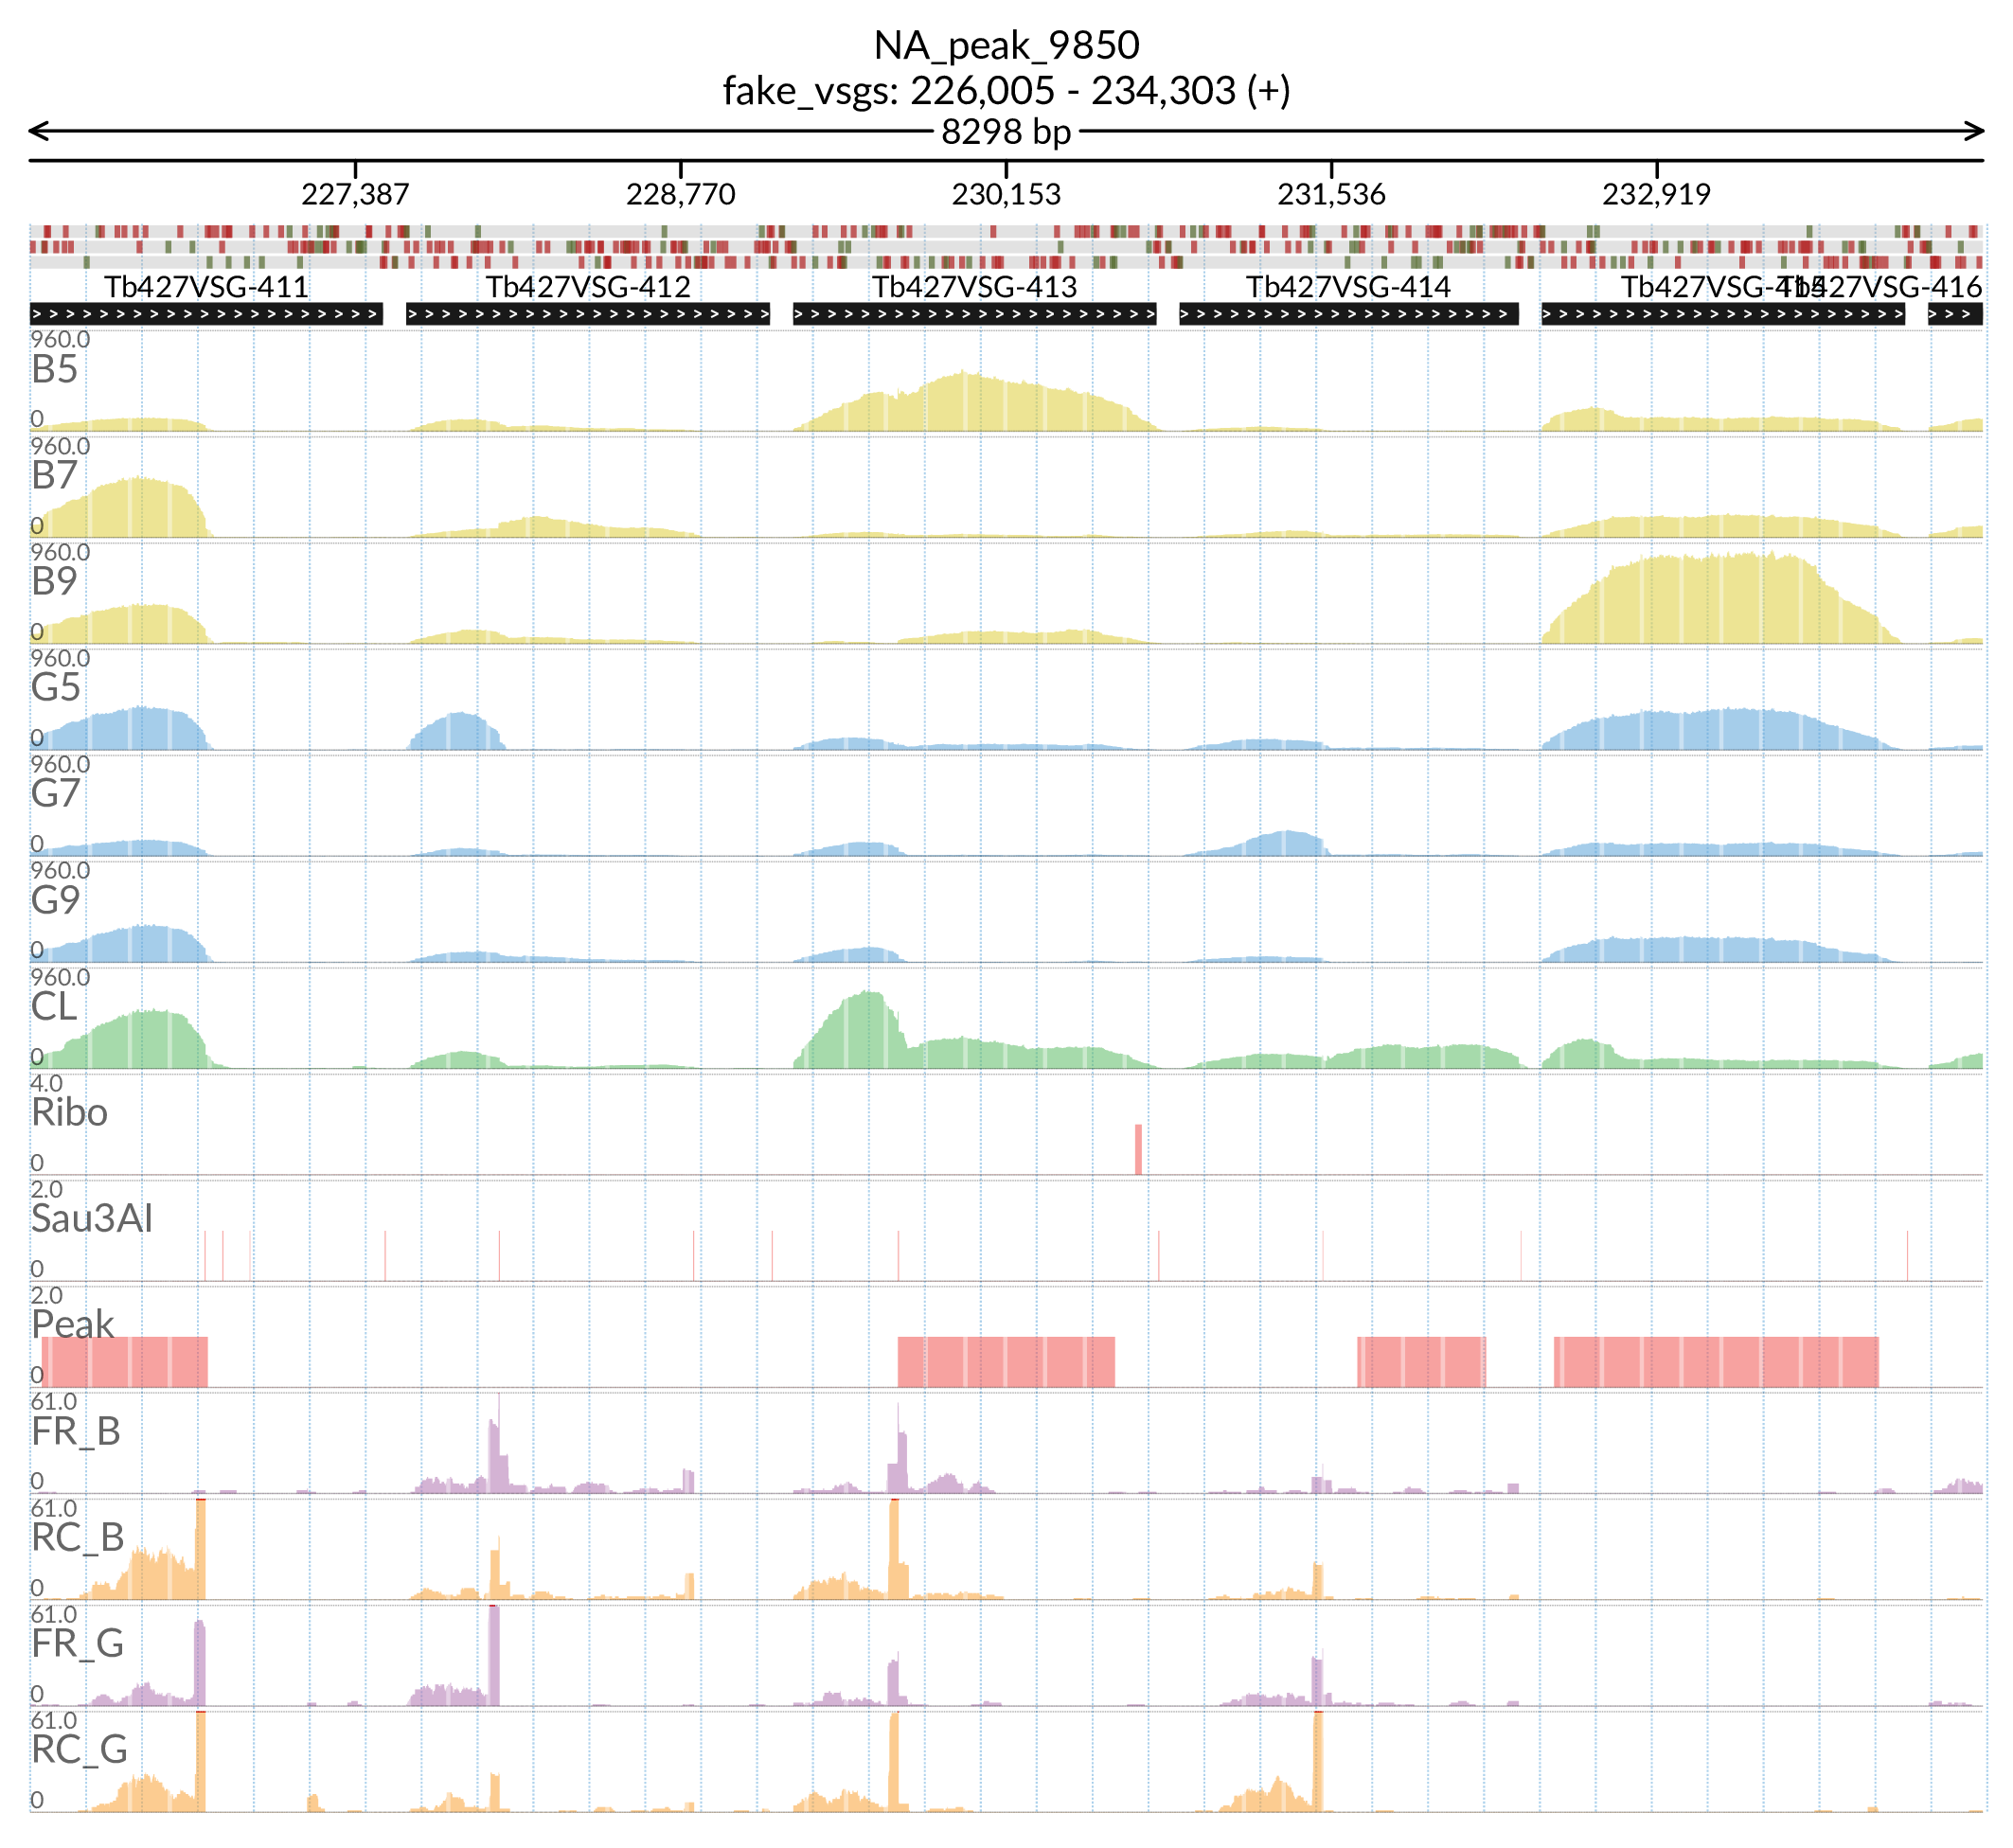 NA_peak_9850
fake_vsgs: 226,005 - 234,303 (+)
8298 bp
227,387 228,770 230,153 231,536 232,919
Tb427VSG-411 Tb427VSG-412 Tb427VSG-413 Tb427VSG-414 Tb427VSG-415 Tb427VSG-416
960.0
B5
0
960.0
B7
0
960.0
B9
0
960.0
G5
0
960.0
G7
0
960.0
G9
0
960.0
CL
0
4.0
Ribo
0
2.0
Sau3AI
0
2.0
Peak
0
61.0
FR_B
0
61.0
RC_B
0
61.0
FR_G
0
61.0
RC_G
0